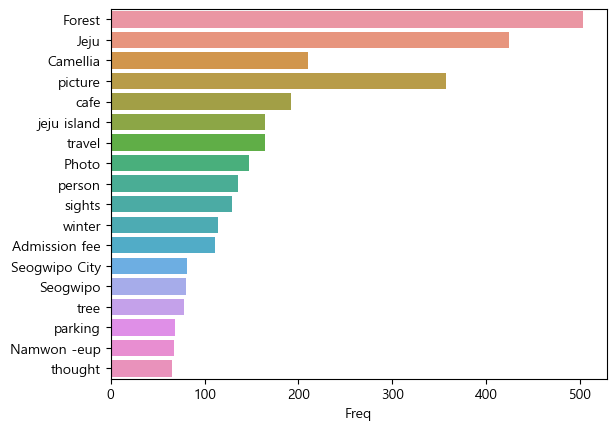 Forest
Jeju
Camellia
picture
cafe
jeju island
travel
Photo
person
sights
winter
Admission fee
Seogwipo City
Seogwipo
tree
parking
Namwon -eup
thought
0 100 200 300 400 500
Freq